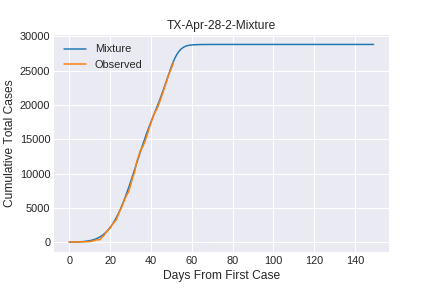 TX-Apr-28-2-Mixture
Mixture
Observed
Cumulative Total Cases
30000
25000
20000
15000
10000
5000
0
0 20 40 60 80 100 120 140
Days From First Case